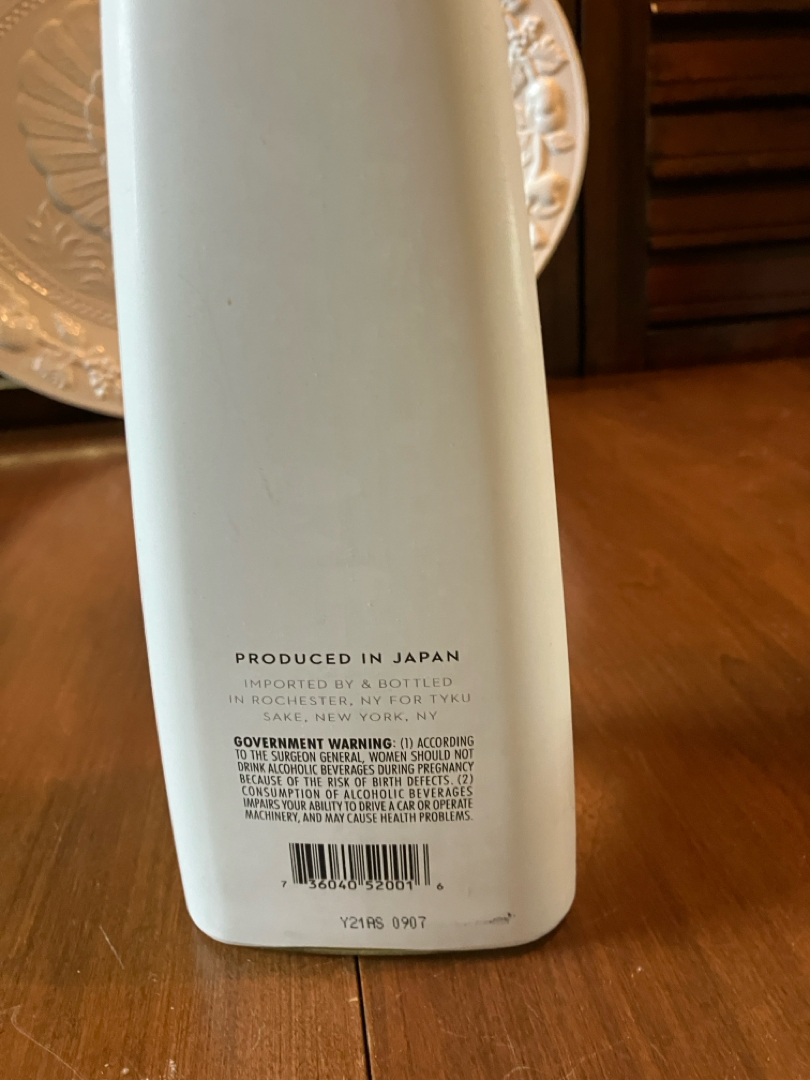 PRODUCED IN JAPAN
IMPORTED BY & BOTTLED
IN ROCHESTER, NY FOR TYKU
SAKE, NEW YORK, NY
GOVERNMENT WARNING: (1) ACCORDING
TO THE SURGEON GENERAL, WOMEN SHOULD NOT
DRINK ALCOHOLIC BEVERAGES DURING PREGNANCY
BECAUSE OF THE RISK OF BIRTH DEFECTS. (2)
CONSUMPTION OF ALCOHOLIC BEVERAGES
IMPAIRS YOUR ABILITY TO DRIVE A CAR OR OPERATE
MACHINERY, AND MAY CAUSE HEALTH PROBLEMS.
7 36040 52001 6
Y21AS 0907